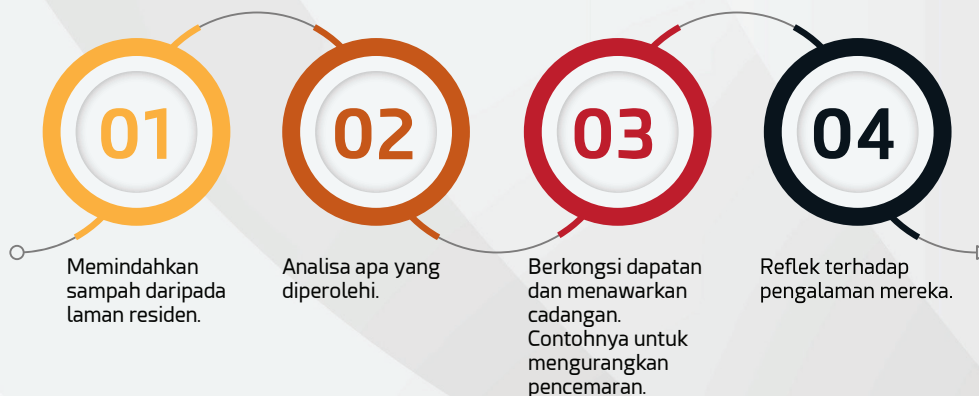 01
Memindahkan
sampah daripada
laman residen.
02
Analisa apa yang
diperolehi.
03
Berkongsi dapatan
dan menawarkan
cadangan.
Contohnya untuk
mengurangkan
pencemaran.
04
Reflek terhadap
pengalaman mereka.